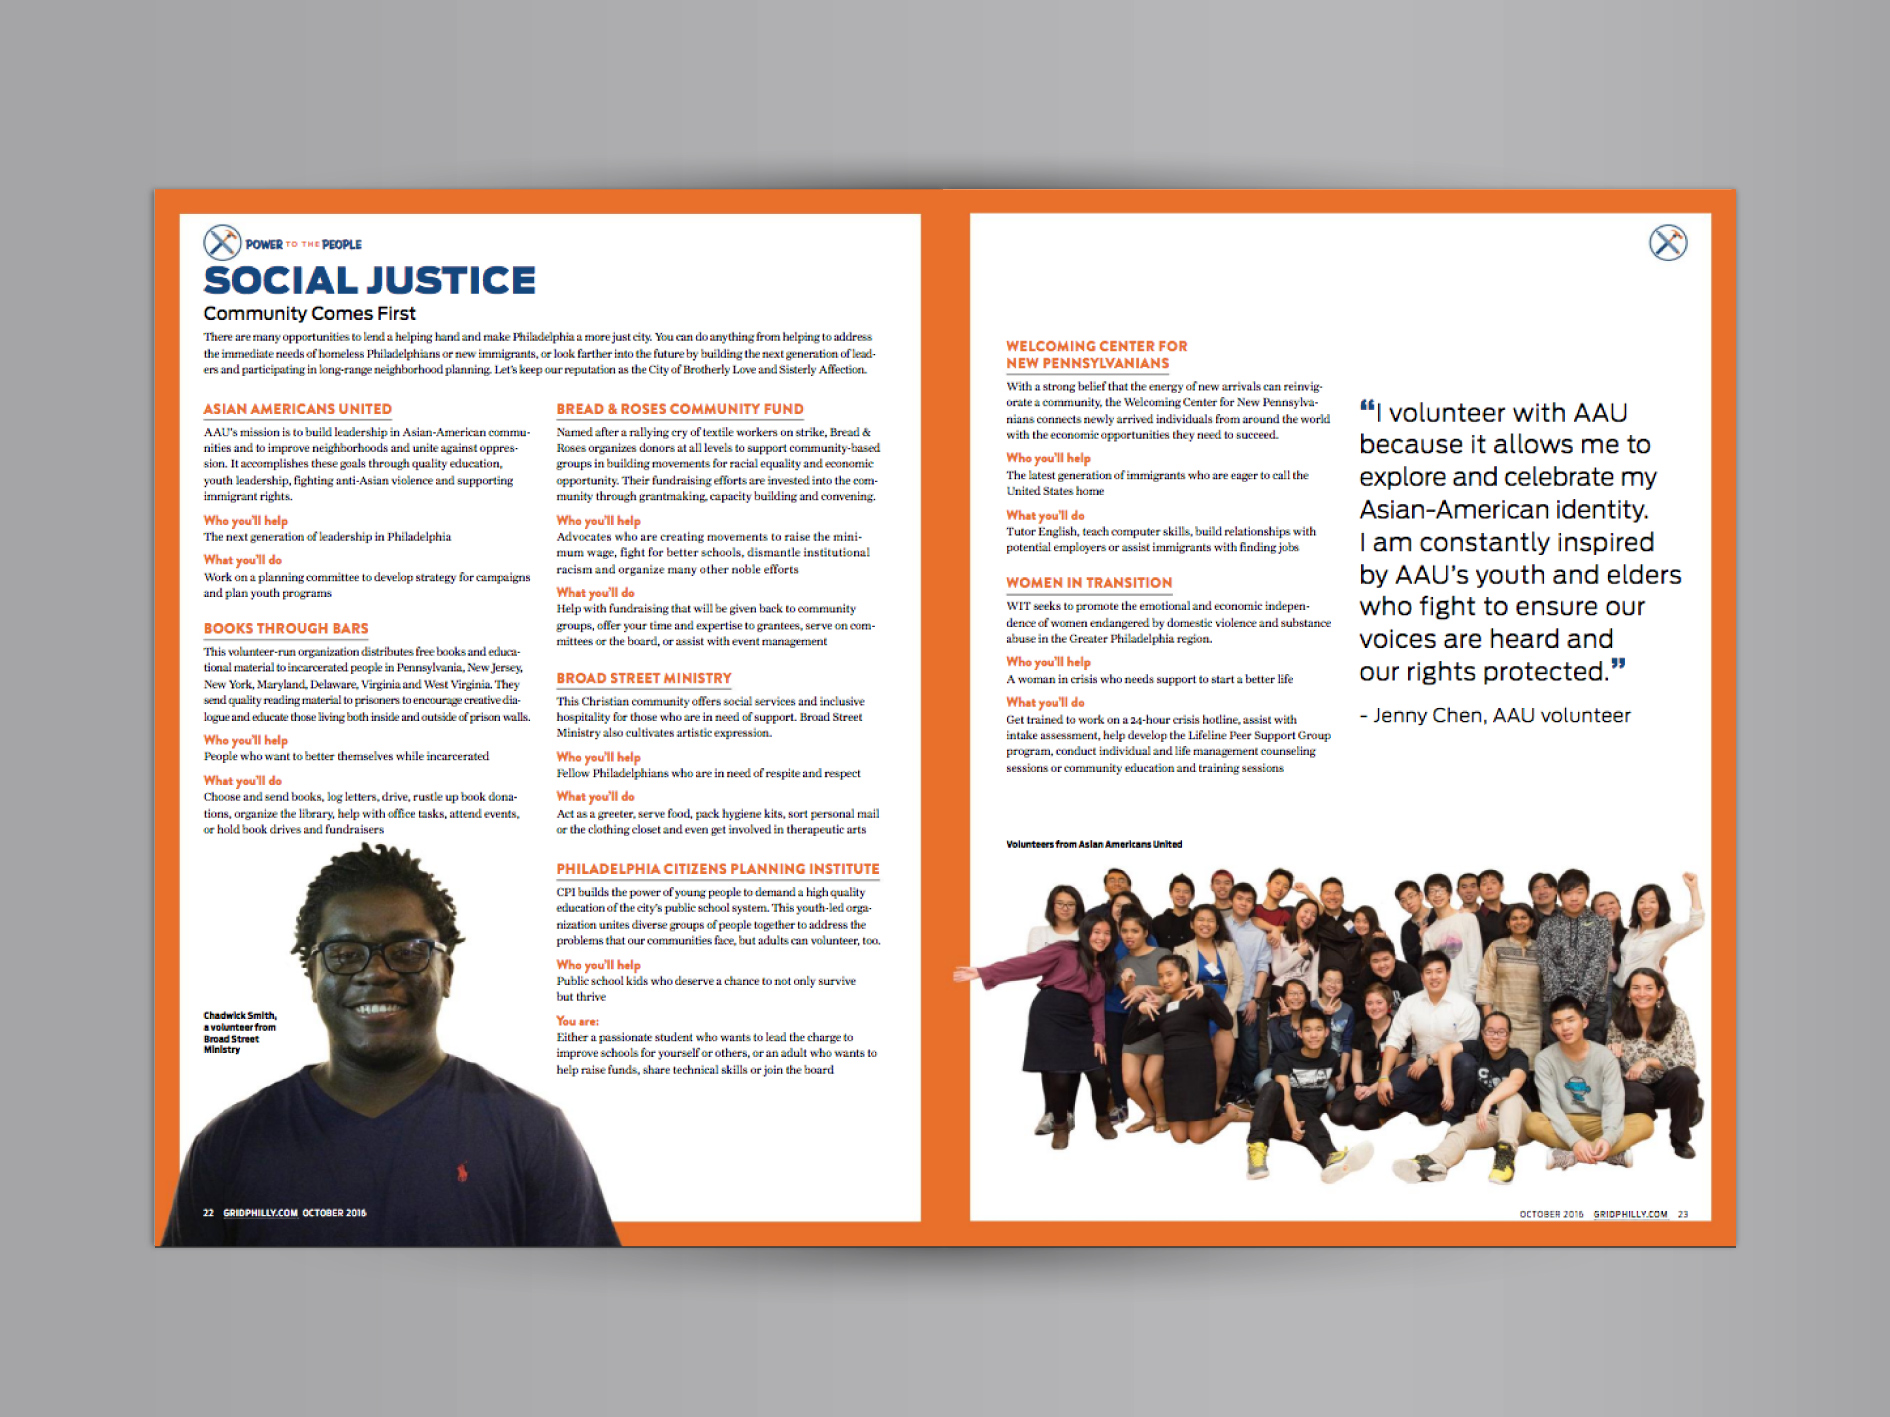 POWER TO THE PEOPLE
SOCIAL JUSTICE
Community Comes First
There are many opportunities to lend a helping hand and make Philadelphia a more just city. You can do anything from helping to address
the immediate needs of homeless Philadelphians or new immigrants, or look farther into the future by building the next generation of lead-
ers and participating in long-range neighborhood planning. Let's keep our reputation as the City of Brotherly Love and Sisterly Affection.
ASIAN AMERICANS UNITED
AAU's mission is to build leadership in Asian-American commu-
nities and to improve neighborhoods and unite against oppres-
sion. It accomplishes these goals through quality education,
youth leadership, fighting anti-Asian violence and supporting
immigrant rights.
Who you'll help
The next generation of leadership in Philadelphia
What you'll do
Work on a planning committee to develop strategy for campaigns
and plan youth programs
BOOKS THROUGH BARS
This volunteer-run organization distributes free books and educa-
tional material to incarcerated people in Pennsylvania, New Jersey,
New York, Maryland, Delaware, Virginia and West Virginia. They
send quality reading material to prisoners to encourage creative dia-
logue and educate those living both inside and outside of prison walls.
Who you'll help
People who want to better themselves while incarcerated
What you'll do
Choose and send books, log letters, drive, rustle up book dona-
tions, organize the library, help with office tasks, attend events,
or hold book drives and fundraisers
Chadwick Smith,
a volunteer from
Broad Street
Ministry
22 GRIDPHILLY.COM OCTOBER 2016
BREAD & ROSES COMMUNITY FUND
Named after a rallying cry of textile workers on strike, Bread &
Roses organizes donors at all levels to support community-based
groups in building movements for racial equality and economic
opportunity. Their fundraising efforts are invested into the com-
munity through grantmaking, capacity building and convening.
Who you'll help
Advocates who are creating movements to raise the mini-
mum wage, fight for better schools, dismantle institutional
racism and organize many other noble efforts
What you'll do
Help with fundraising that will be given back to community
groups, offer your time and expertise to grantees, serve on com-
mittees or the board, or assist with event management
BROAD STREET MINISTRY
This Christian community offers social services and inclusive
hospitality for those who are in need of support. Broad Street
Ministry also cultivates artistic expression.
Who you'll help
Fellow Philadelphians who are in need of respite and respect
What you'll do
Act as a greeter, serve food, pack hygiene kits, sort personal mail
or the clothing closet and even get involved in therapeutic arts
PHILADELPHIA CITIZENS PLANNING INSTITUTE
CPI builds the power of young people to demand a high quality
education of the city's public school system. This youth-led orga-
nization unites diverse groups of people together to address the
problems that our communities face, but adults can volunteer, too.
Who you'll help
Public school kids who deserve a chance to not only survive
but thrive
You are:
Either a passionate student who wants to lead the charge to
improve schools for yourself or others, or an adult who wants to
help raise funds, share technical skills or join the board
WELCOMING CENTER FOR
NEW PENNSYLVANIANS
With a strong belief that the energy of new arrivals can reinvig-
orate a community, the Welcoming Center for New Pennsylva-
nians connects newly arrived individuals from around the world
with the economic opportunities they need to succeed.
Who you'll help
The latest generation of immigrants who are eager to call the
United States home
What you'll do
Tutor English, teach computer skills, build relationships with
potential employers or assist immigrants with finding jobs
WOMEN IN TRANSITION
WIT seeks to promote the emotional and economic indepen-
dence of women endangered by domestic violence and substance
abuse in the Greater Philadelphia region.
Who you'll help
A woman in crisis who needs support to start a better life
What you'll do
Get trained to work on a 24-hour crisis hotline, assist with
intake assessment, help develop the Lifeline Peer Support Group
program, conduct individual and life management counseling
sessions or community education and training sessions
“I volunteer with AAU
because it allows me to
explore and celebrate my
Asian-American identity.
I am constantly inspired
by AAU's youth and elders
who fight to ensure our
voices are heard and
our rights protected.”
- Jenny Chen, AAU volunteer
Volunteers from Asian Americans United
OCTOBER 2016 GRIDPHILLY.COM 23